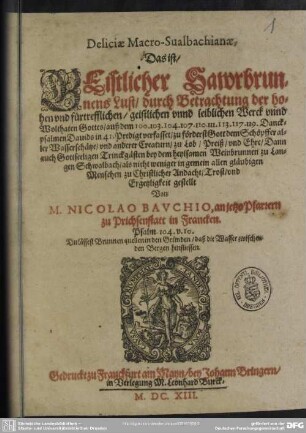 Deliciæ Macro-Sualbachianæ,
Das ist/
GEistlicher Sawrbrun-
nens Lust/ durch Betrachtung der ho-
hen vnd fürtrefflichen/ geistlichen vnnd leiblichen Werck vnnd
Wolthaten Gottes/ auß dem 100. 103. 104. 107. 110. 111. 113. 117. 119. Danck-
psalmen Davids in 41. Predigt verfasset/ zu förderst Gott dem Schöpffer al-
ler Wasserschätze/ vnd anderer Creaturn/ zu Lob/ Preiß/ vnd Ehre/ Dann
auch Gottseligen Trinckgästen bey dem heylsamen Weinbrunnen zu Lan-
gen Schwalbach/ als nicht weniger in gemein allen gläubigen
Menschen zu Christlicher Andacht/ Trost/ vnd
Ergetzligkeit gestellt
Von
M. NICOLAO BAVCHIO, an jetzo Pfarrern
zu Prichsenstatt in Francken.
Psalm. 104. v. 10.
Du lässest Brunnen quellen in den Gründen/ daß die Wasser zwischen
den Bergen hinfliessen.
Gedruckt zu Franckfurt am Mayn/ bey Johann Bringern/
in Verlegung M. Leonhard Burck.
M. DC. XIII.